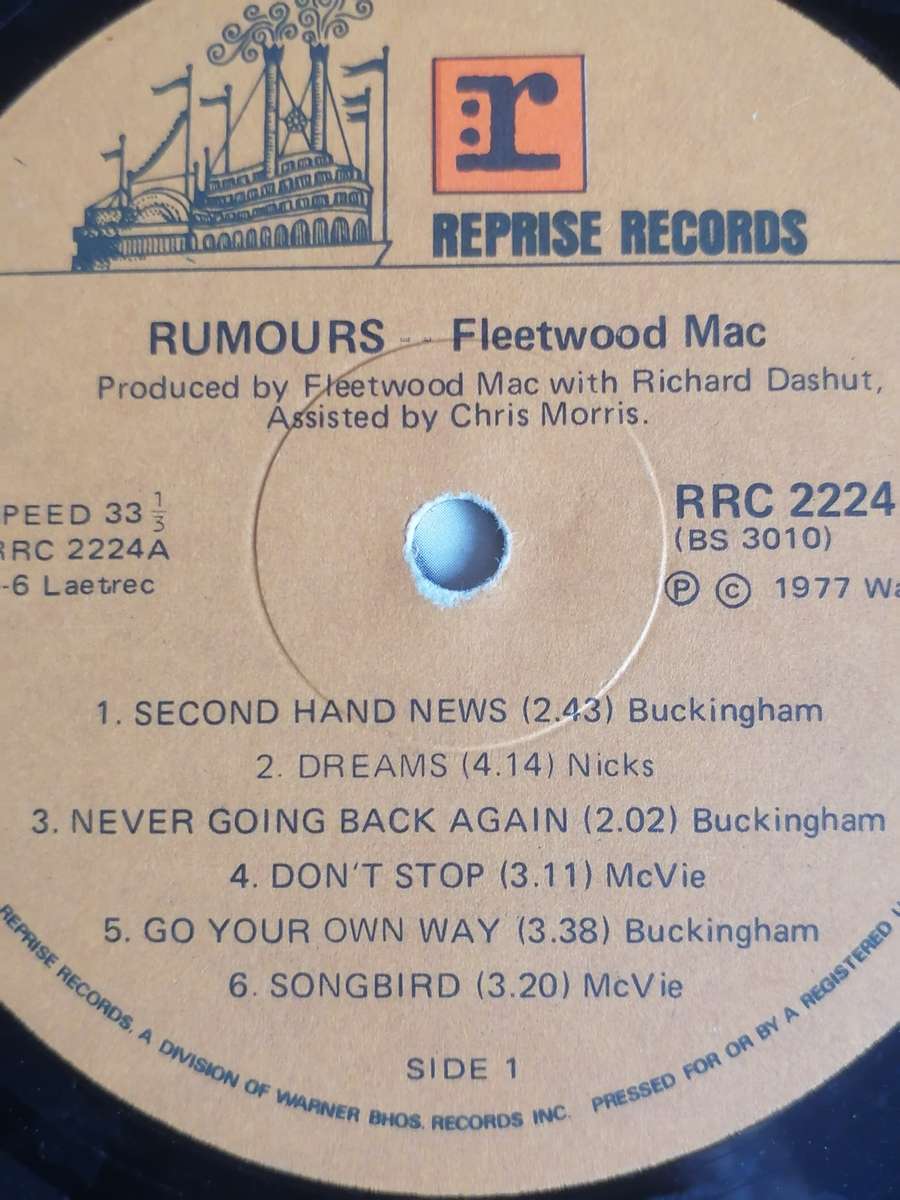 r
REPRISE RECORDS
RUMOURS - Fleetwood Mac
Produced by Fleetwood Mac with Richard Dashut,
Assisted by Chris Morris.
PEED 33 1/3
RRC 2224A
-6 Laetrec
RRC 2224
(BS 3010)
Ⓟ © 1977 Wa
1. SECOND HAND NEWS (2.43) Buckingham
2. DREAMS (4.14) Nicks
3. NEVER GOING BACK AGAIN (2.02) Buckingham
4. DON'T STOP (3.11) McVie
5. GO YOUR OWN WAY (3.38) Buckingham
6. SONGBIRD (3.20) McVie
SIDE 1
REPRISE RECORDS, A DIVISION OF WARNER BHOS. RECORDS INC. PRESSED FOR OR BY A REGISTERED U